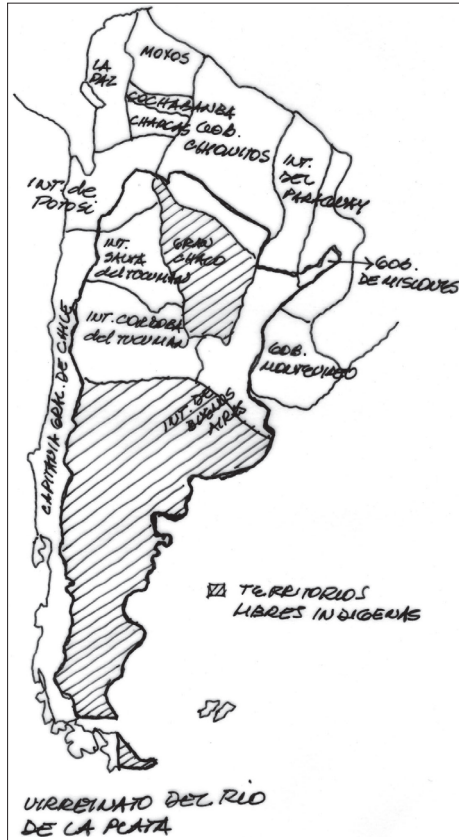 MOXOS
LA
PAZ
COCHABANBA
CHARCAS
GOB.
CHIQUITOS
INT.
DEL
PARAGUAY
INT. de
POTOSÍ
INT.
SALTA
del TUCUMAN
GRAN
CHACO
GOB.
DE MISIONES
INT. CORDOBA
del TUCUMAN
GOB.
MONTEVIDEO
INT. DE
BUENOS
AIRES
CAPITANIA GRAL. DE CHILE
TERRITORIOS
LIBRES INDIGENAS
VIRREINATO DEL RÍO
DE LA PLATA